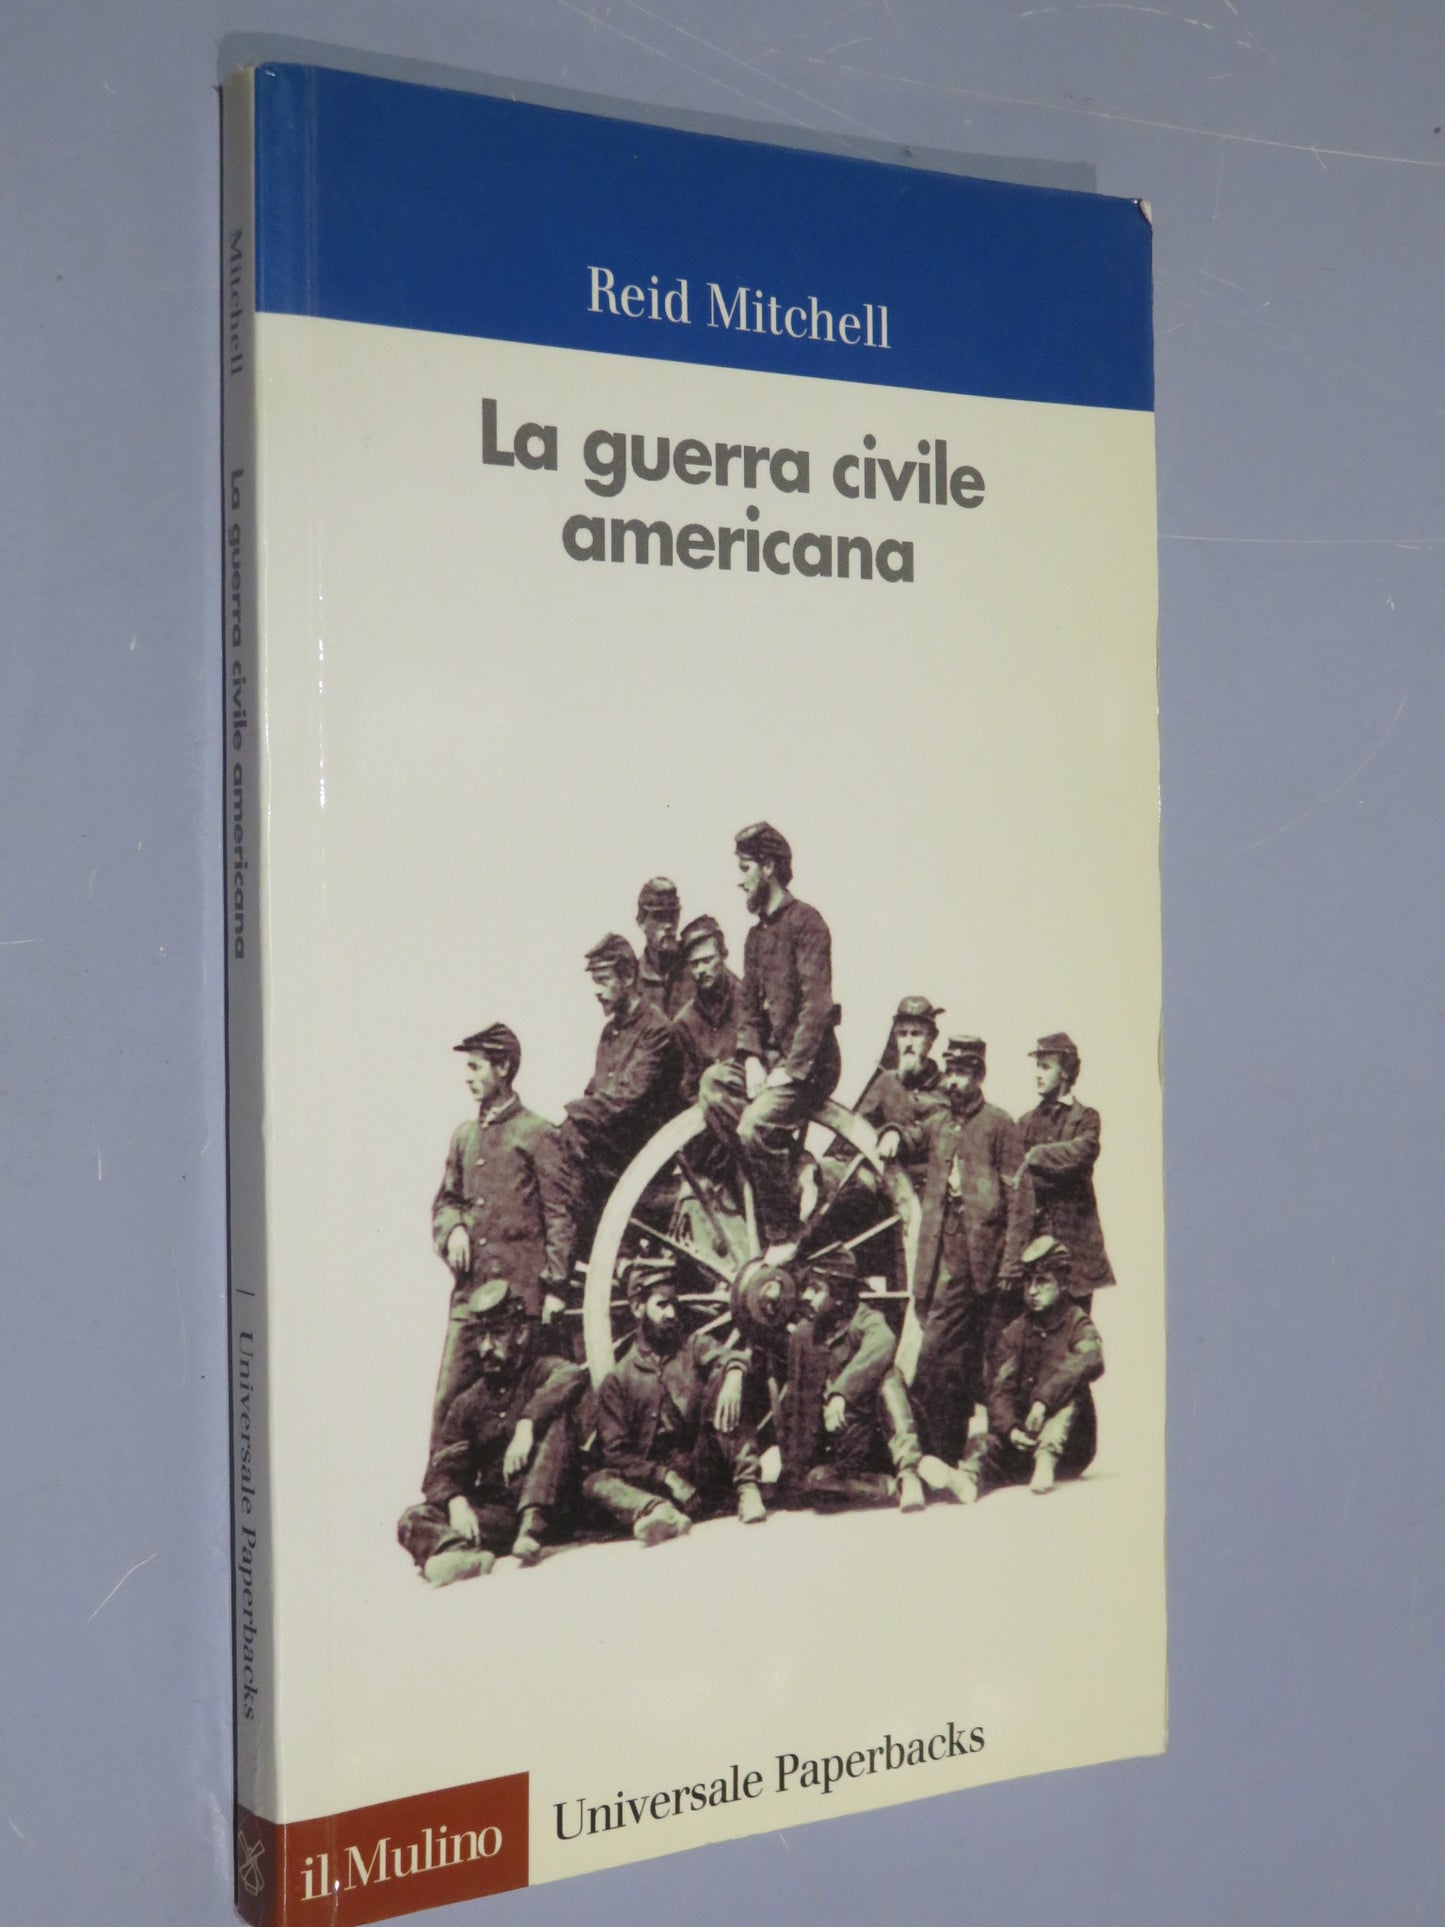 Reid Mitchell
La guerra civile
americana
il Mulino
Universale Paperbacks
Mitchell
La guerra civile americana
Universale Paperbacks